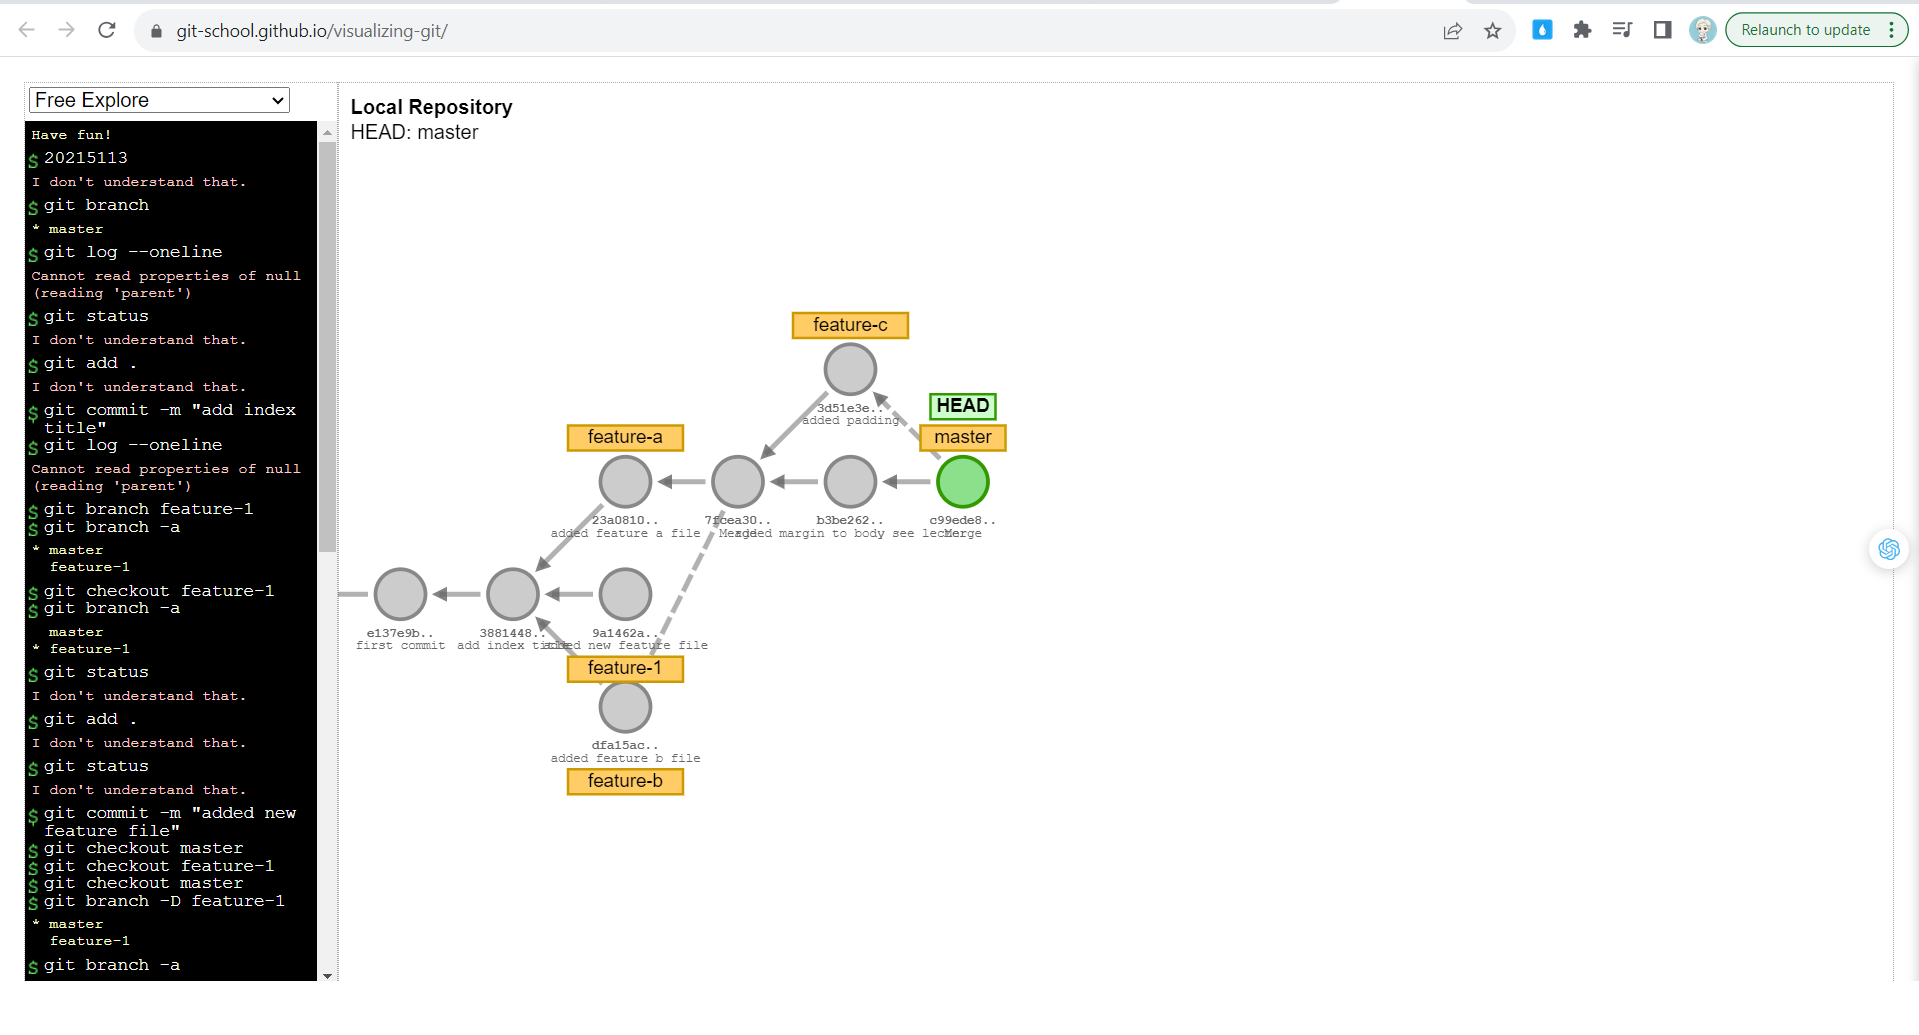 git-school.github.io/visualizing-git/
Relaunch to update
Free Explore
Have fun!
$ 20215113
I don't understand that.
$ git branch
* master
$ git log --oneline
Cannot read properties of null
(reading 'parent')
$ git status
I don't understand that.
$ git add .
I don't understand that.
$ git commit -m "add index
title"
$ git log --oneline
Cannot read properties of null
(reading 'parent')
$ git branch feature-1
$ git branch -a
* master
feature-1
$ git checkout feature-1
$ git branch -a
master
* feature-1
$ git status
I don't understand that.
$ git add .
I don't understand that.
$ git status
I don't understand that.
$ git commit -m "added new
feature file"
$ git checkout master
$ git checkout feature-1
$ git checkout master
$ git branch -D feature-1
* master
feature-1
$ git branch -a
Local Repository
HEAD: master
feature-c
3d51e3e..
added padding
HEAD
master
feature-a
23a0810..
added feature a file
7fcea30..
Merge
b3be262..
added margin to body see
c99ede8..
Merge
e137e9b..
first commit
3881448..
add index title
9a1462a..
added new feature file
feature-1
dfa15ac..
added feature b file
feature-b